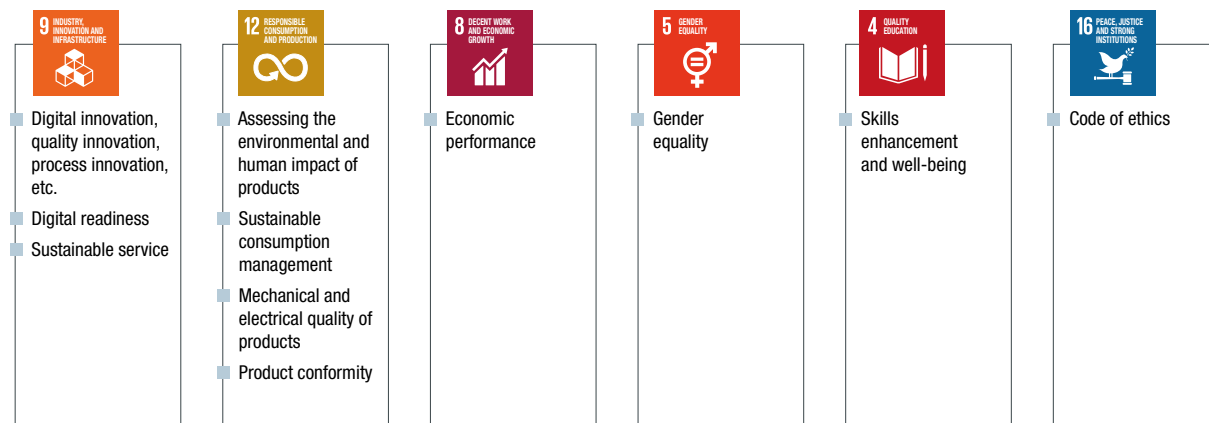 9 INDUSTRY,
INNOVATION AND
INFRASTRUCTURE
Digital innovation,
quality innovation,
process innovation,
etc.
Digital readiness
Sustainable service
12 RESPONSIBLE
CONSUMPTION
AND PRODUCTION
Assessing the
environmental and
human impact of
products
Sustainable
consumption
management
Mechanical and
electrical quality of
products
Product conformity
8 DECENT WORK
AND ECONOMIC
GROWTH
Economic
performance
5 GENDER
EQUALITY
Gender
equality
4 QUALITY
EDUCATION
Skills
enhancement
and well-being
16 PEACE, JUSTICE
AND STRONG
INSTITUTIONS
Code of ethics